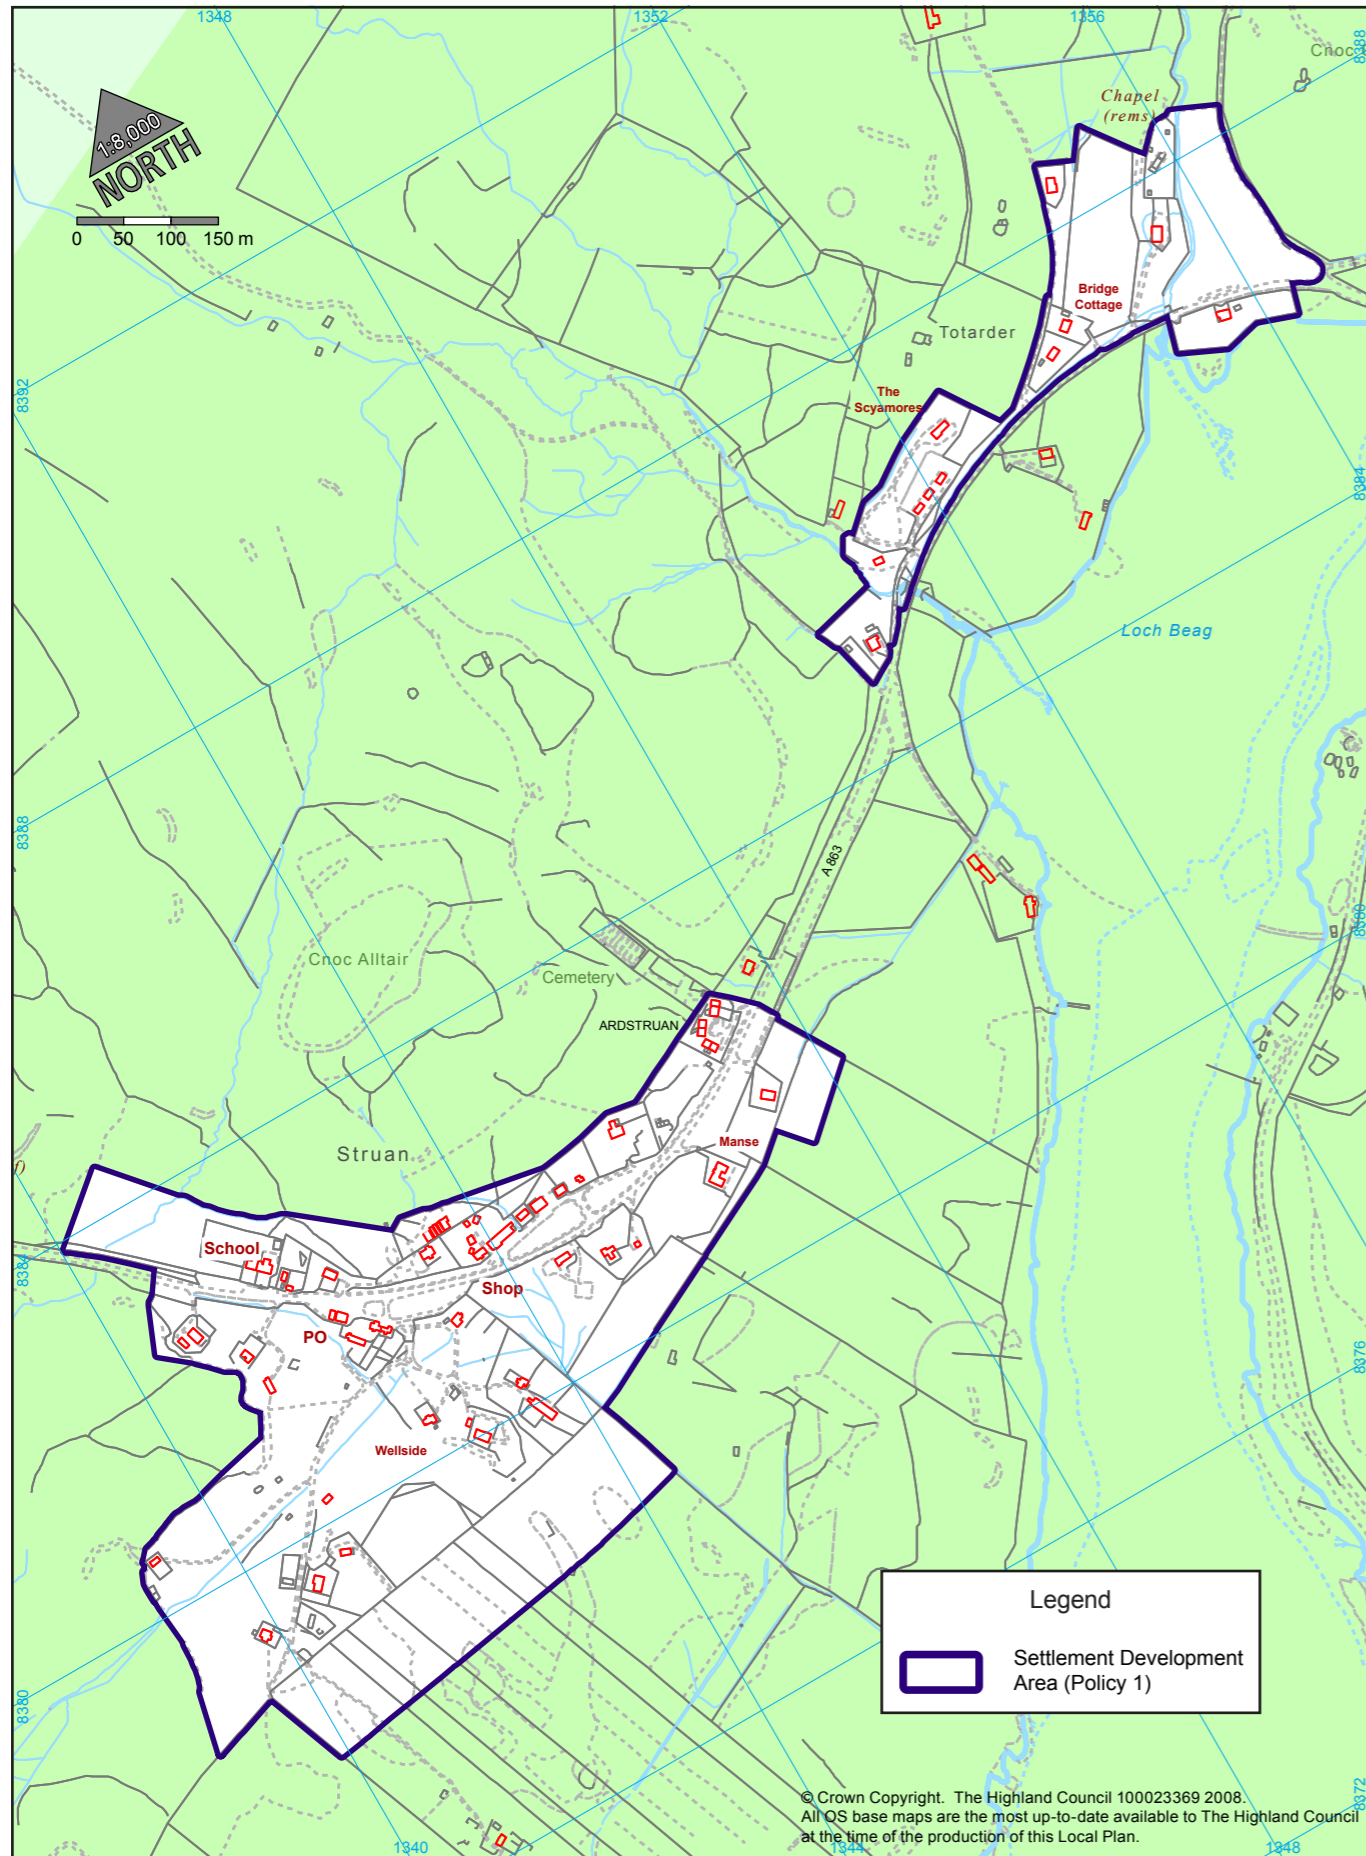 1348
1352
1356
8388
Cnoc
Chapel
(rems)
1:8,000
NORTH
0 50 100 150 m
Bridge
Cottage
Totarder
The
Scyamores
8392
8384
Loch Beag
8388
A 863
8380
Cnoc Alltair
Cemetery
ARDSTRUAN
Manse
Struan
f)
School
8384
Shop
PO
8376
Wellside
Legend
Settlement Development
Area (Policy 1)
8380
© Crown Copyright. The Highland Council 100023369 2008.
All OS base maps are the most up-to-date available to The Highland Council
at the time of the production of this Local Plan.
8372
1340
1344
1348